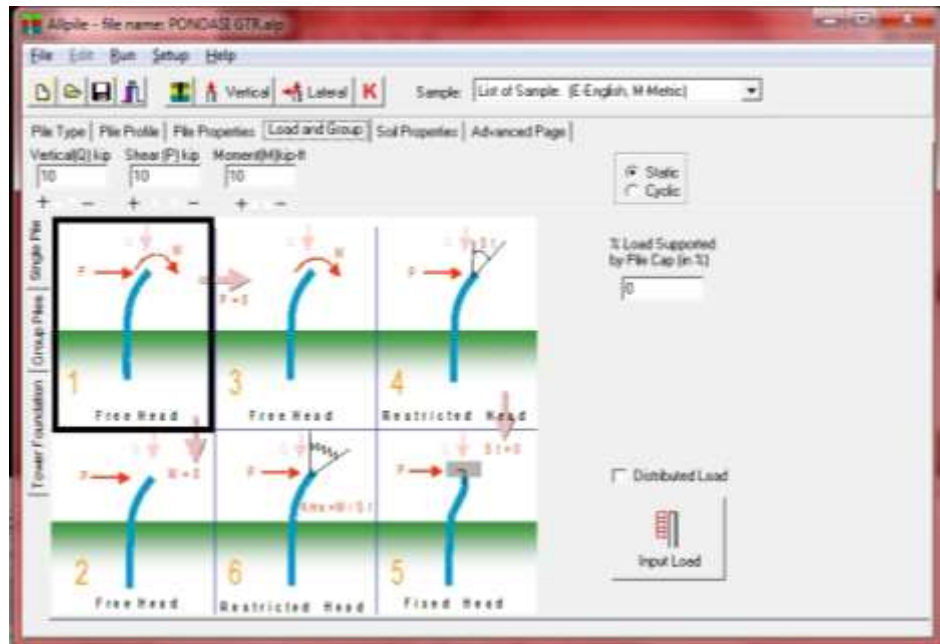 Allpile - file name: PONDASI GTR.alp
File Edit Run Setup Help
Vertical Lateral K Sample: List of Sample. (E-English, M-Metric)
Pile Type Pile Profile Pile Properties Load and Group Soil Properties Advanced Page
Vertical(Q) kip Shear (P) kip Moment(M)kip-ft
10 10 10
+ - + - + -
Static
Cyclic
Single Pile
Group Piles
Tower Foundation
% Load Supported
by Pile Cap (in %)
0
P M
P = 0
M
P S t
1 3 4
Free Head Free Head Restricted Head
P M = 0
P
P S t = 0
2 6 5
Free Head Restricted Head Fixed Head
Distributed Load
Input Load